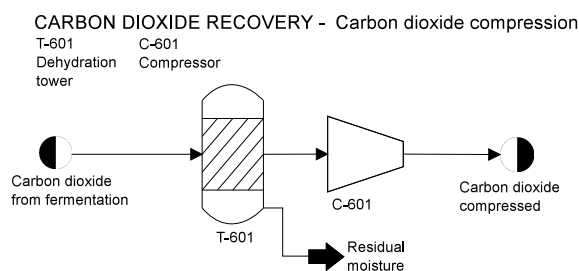 CARBON DIOXIDE RECOVERY - Carbon dioxide compression
T-601 C-601
Dehydration Compressor
tower
Carbon dioxide
from fermentation
T-601
C-601
Carbon dioxide
compressed
Residual
moisture